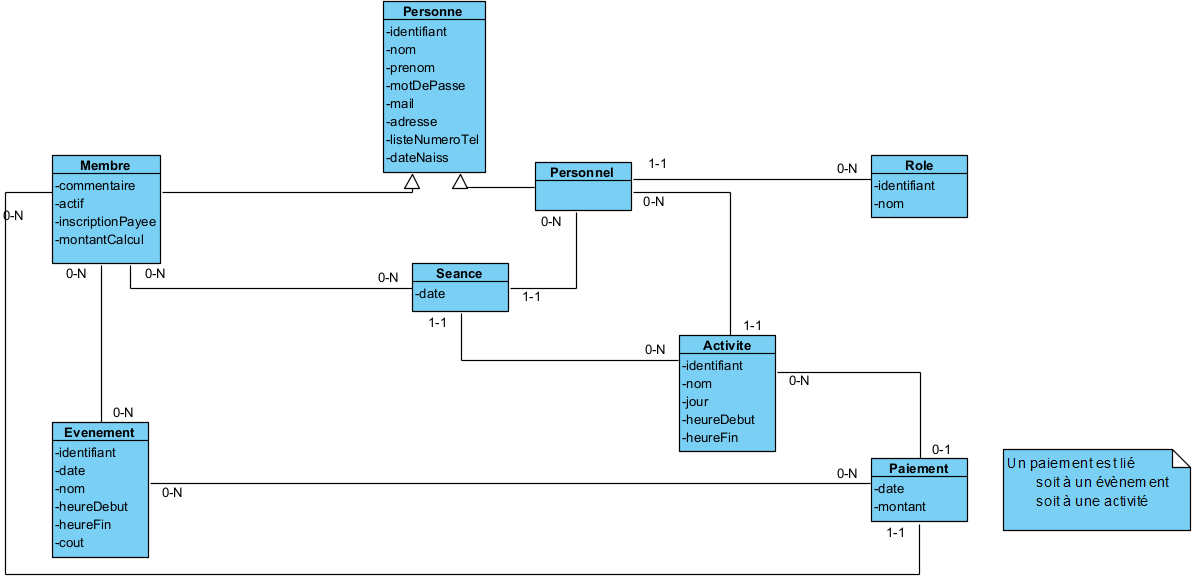 Personne
-identifiant
-nom
-prenom
-motDePasse
-mail
-adresse
-listeNumeroTel
-dateNaiss
Membre
-commentaire
-actif
-inscriptionPayee
-montantCalcul
Personnel
Role
-identifiant
-nom
1-1
0-N
0-N
0-N
0-N
0-N
0-N
0-N
Seance
-date
1-1
1-1
0-N
1-1
Activite
-identifiant
-nom
-jour
-heureDebut
-heureFin
0-N
0-N
Evenement
-identifiant
-date
-nom
-heureDebut
-heureFin
-cout
0-N
0-N
0-1
Paiement
-date
-montant
1-1
Un paiement est lié
soit à un évènement
soit à une activité